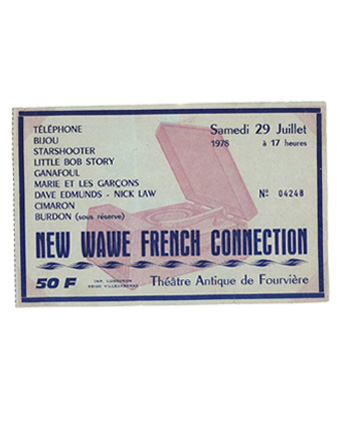 TÉLÉPHONE
BIJOU
STARSHOOTER
LITTLE BOB STORY
GANAFOUL
MARIE ET LES GARÇONS
DAVE EDMUNDS - NICK LAW
CIMARON
BURDON (sous réserve)
Samedi 29 Juillet
1978 à 17 heures
Nº 04248
NEW WAWE FRENCH CONNECTION
50 F
IMP.
Théâtre Antique de Fourvière